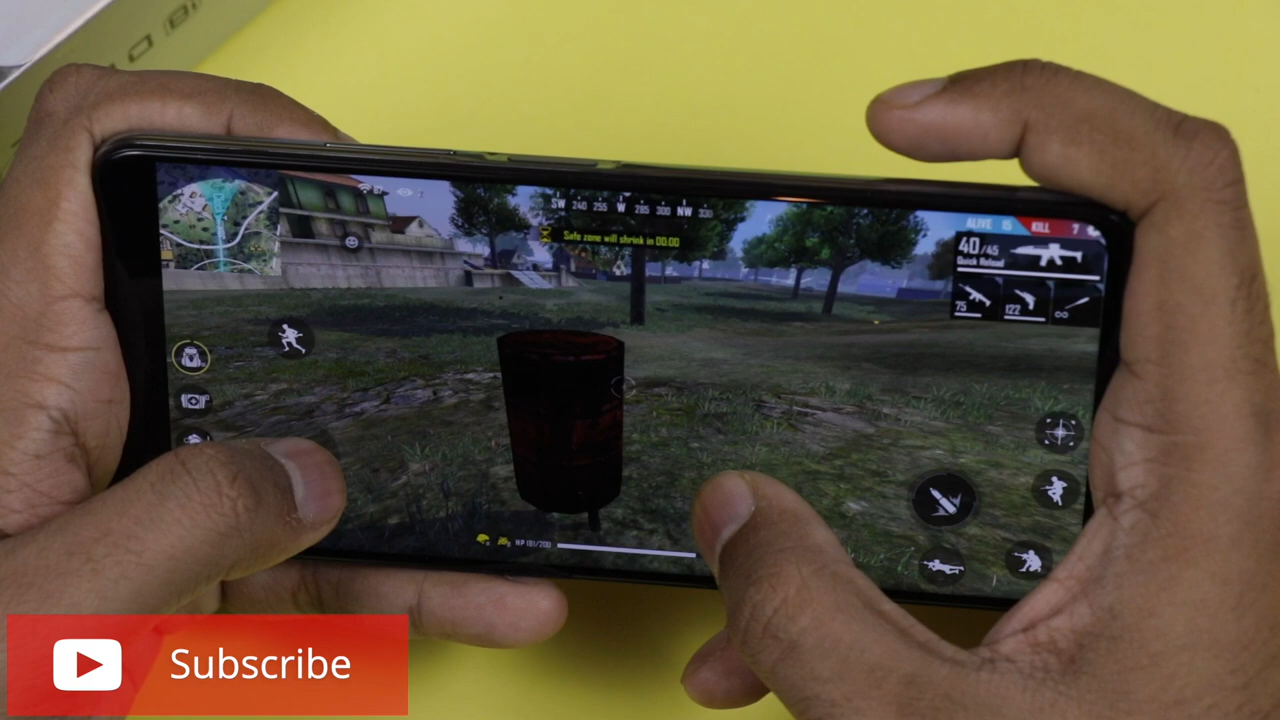 SW 240 255 W 285 300 NW 330
Safe zone will shrink in 00:00
ALIVE 15 KILL 7
40/45
Quick Reload
75
122
∞
HP 181/200
Subscribe